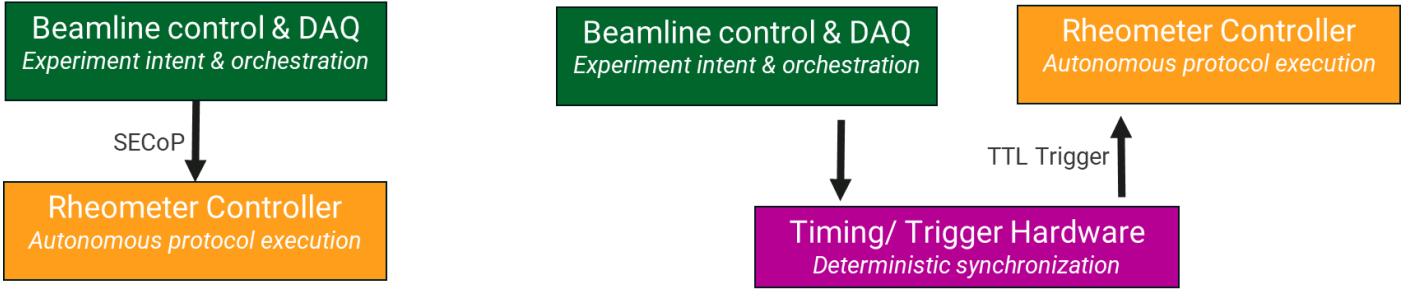 Beamline control & DAQ
Experiment intent & orchestration
SECoP
Rheometer Controller
Autonomous protocol execution
Beamline control & DAQ
Experiment intent & orchestration
Rheometer Controller
Autonomous protocol execution
TTL Trigger
Timing/ Trigger Hardware
Deterministic synchronization